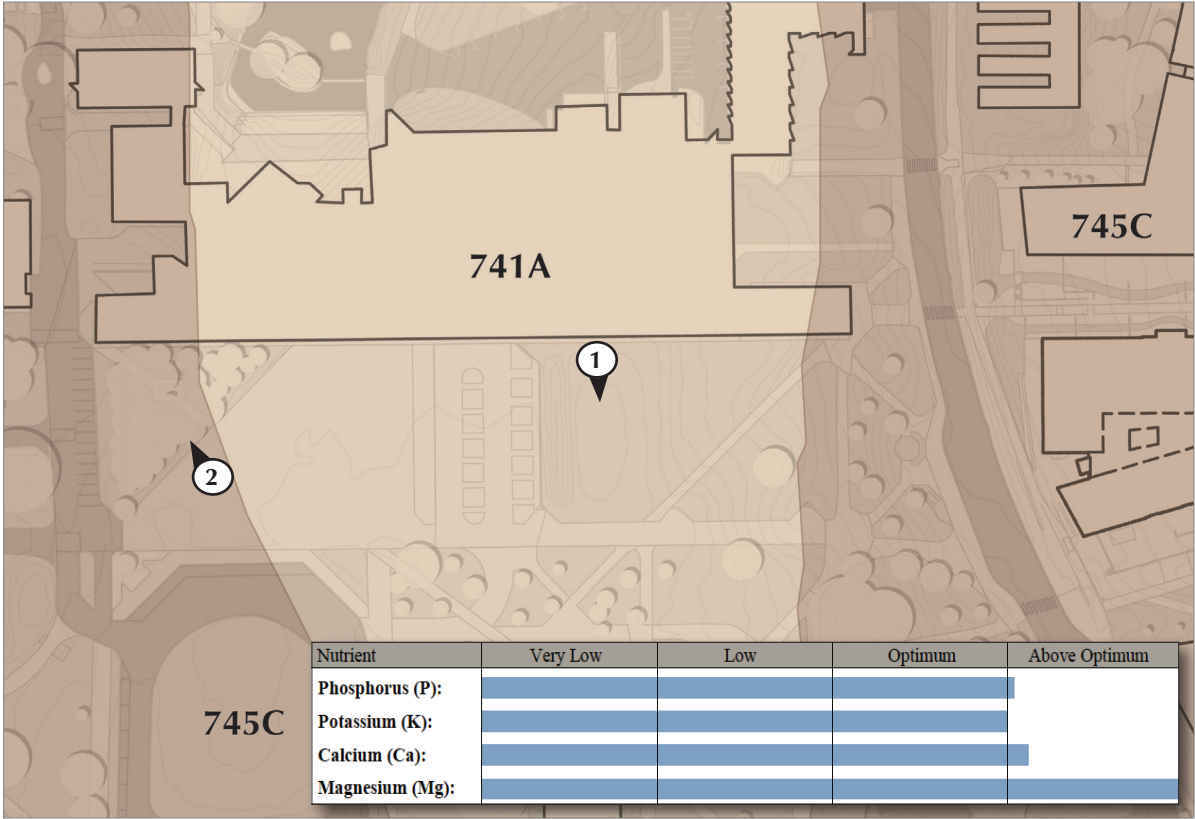 745C
741A
1
2
745C
Nutrient Very Low Low Optimum Above Optimum
Phosphorus (P):
Potassium (K):
Calcium (Ca):
Magnesium (Mg):